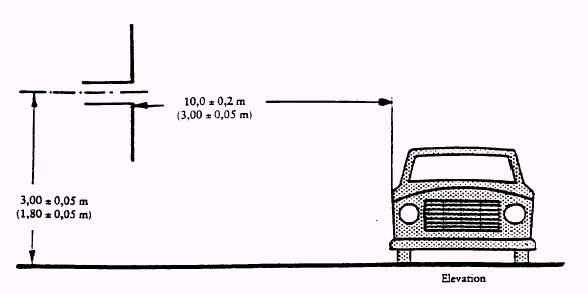 10,0 ± 0,2 m
(3,00 ± 0,05 m)
3,00 ± 0,05 m
(1,80 ± 0,05 m)
Elevation